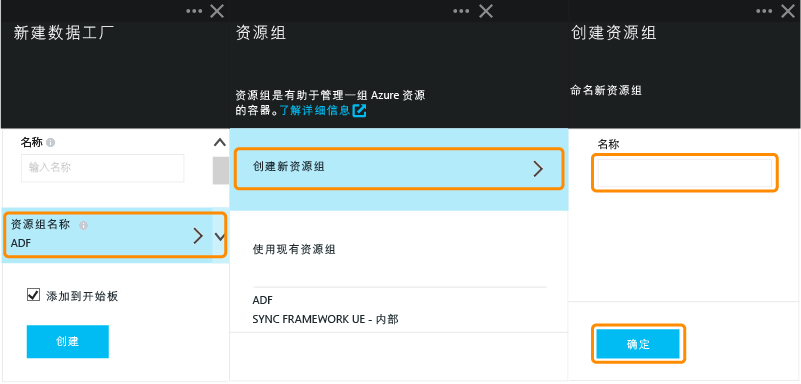 新建数据工厂
名称
输入名称
资源组名称
ADF
添加到开始板
创建
资源组
资源组是有助于管理一组 Azure 资源
的容器。了解详细信息
创建新资源组
使用现有资源组
ADF
SYNC FRAMEWORK UE - 内部
创建资源组
命名新资源组
名称
确定